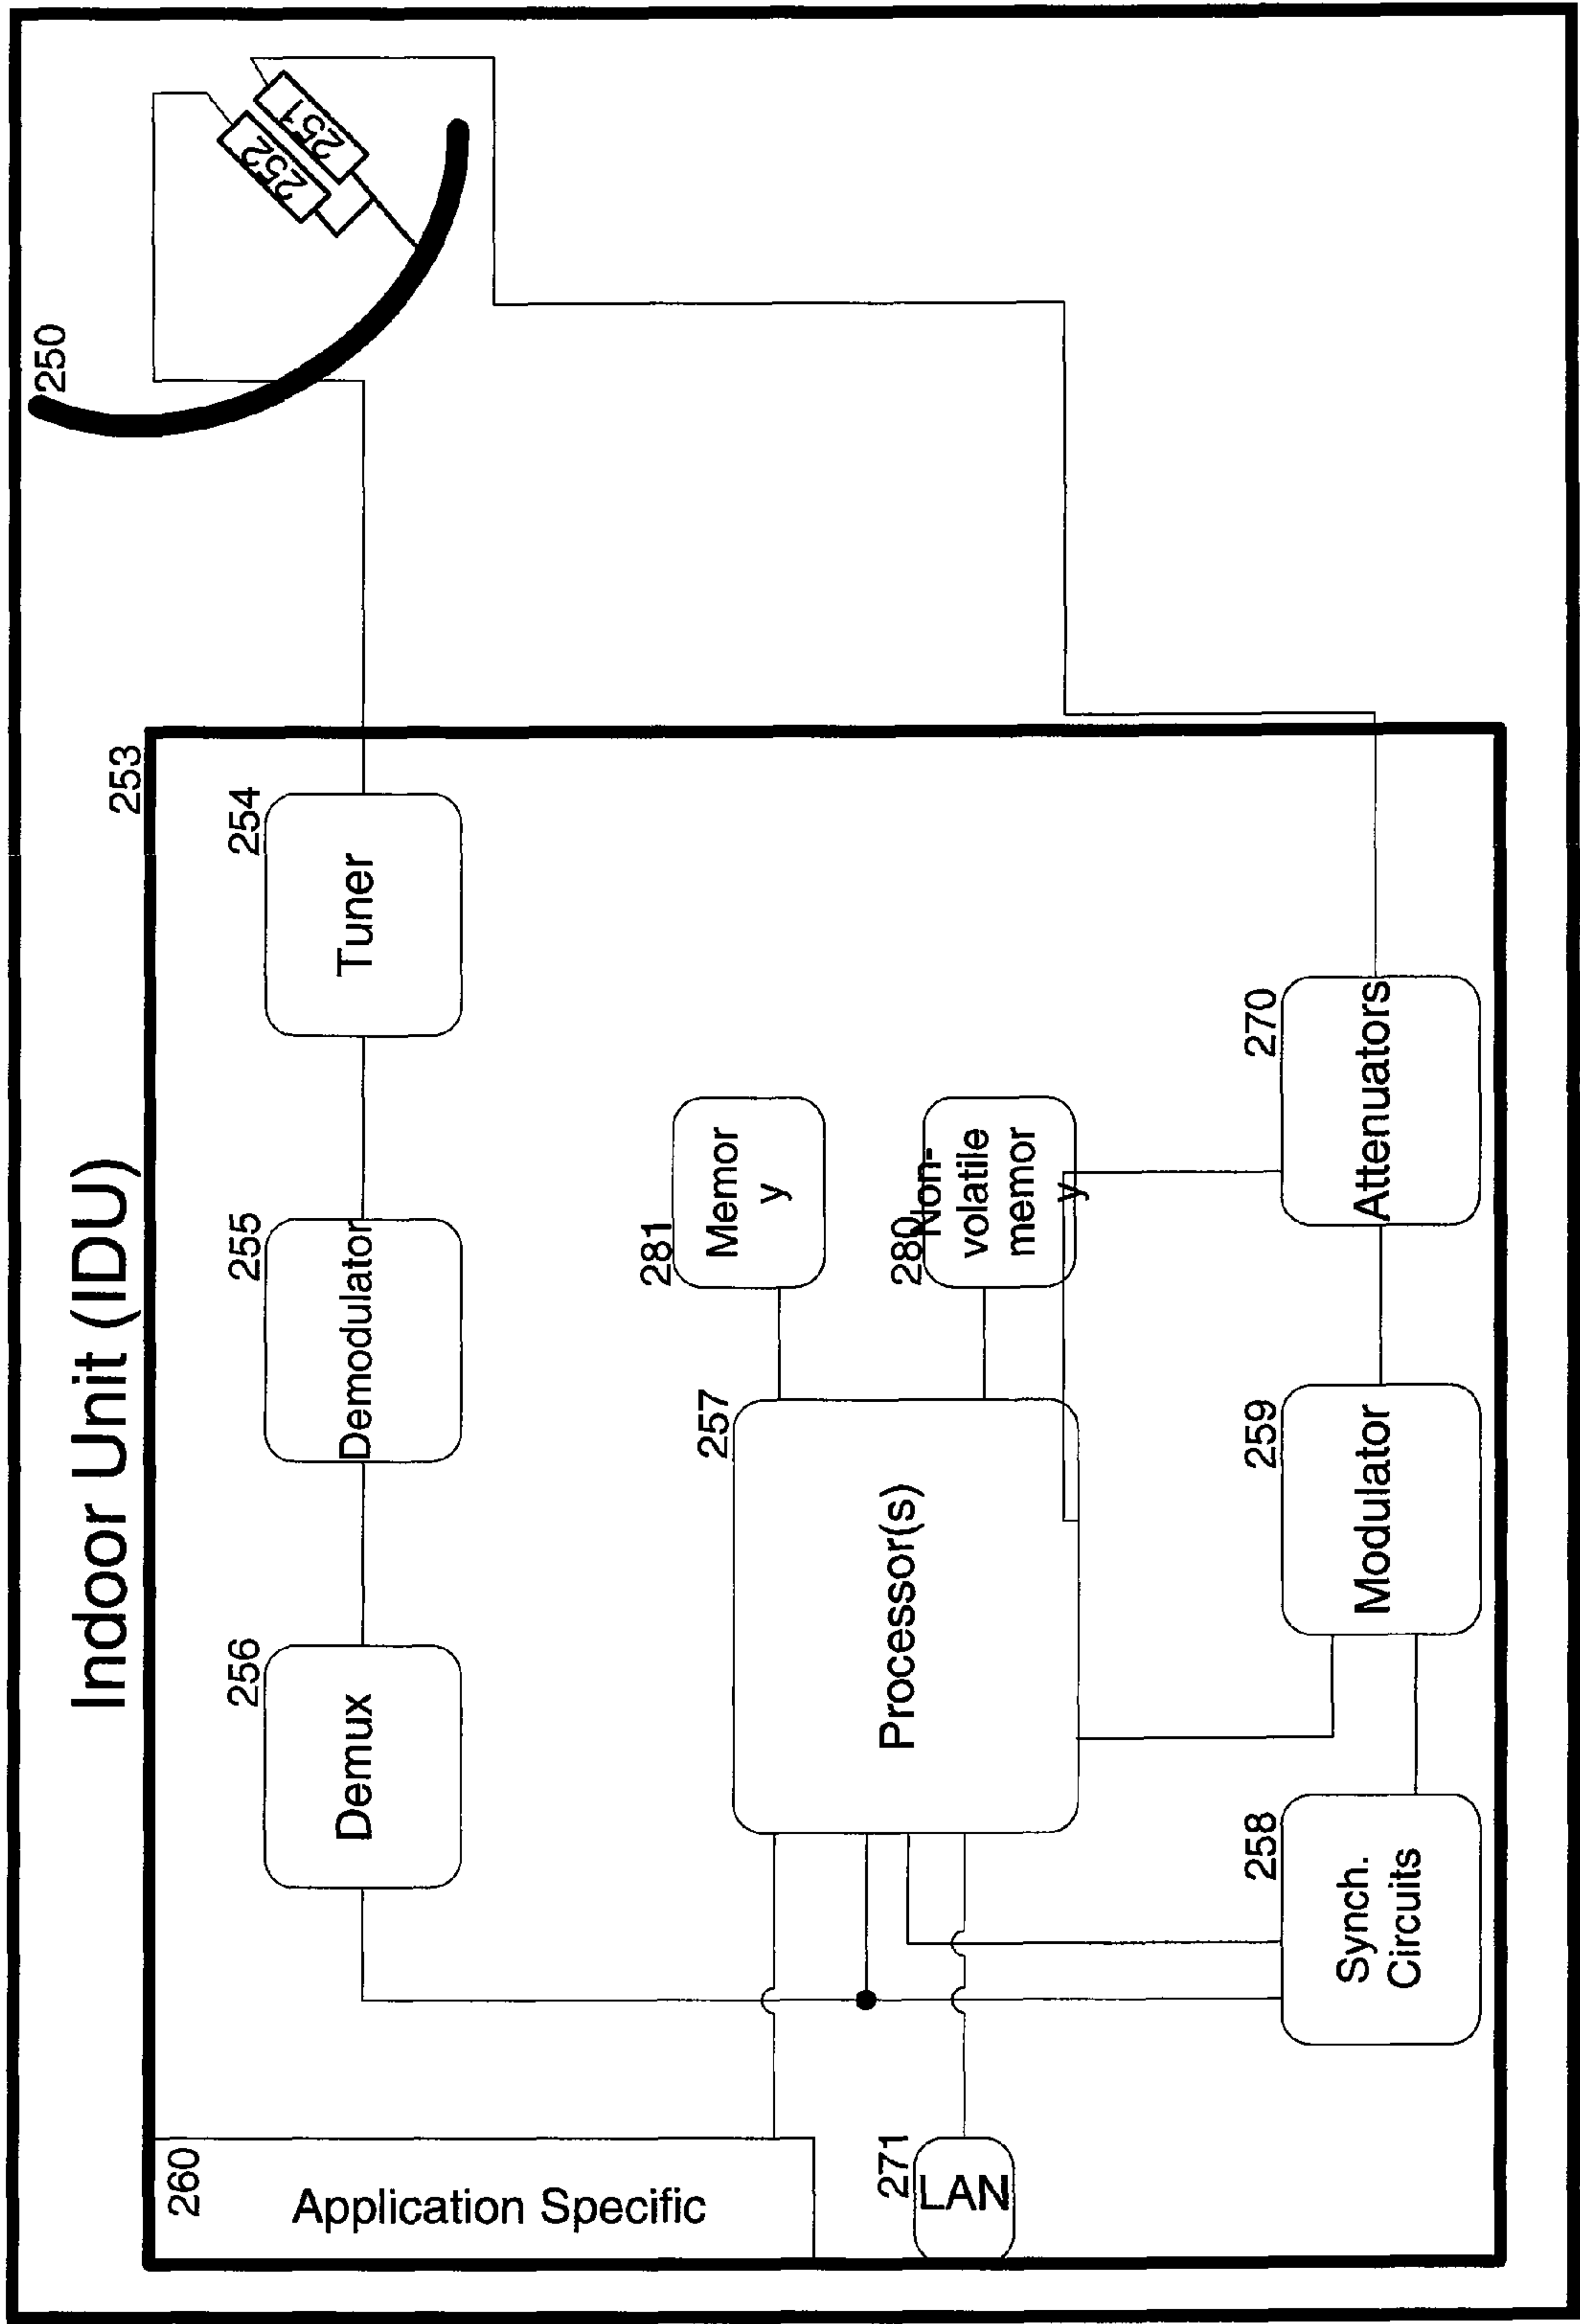 Indoor Unit (IDU)
250
252
251
253
260
Application Specific
256
Demux
255
Demodulator
254
Tuner
281
Memor
y
257
Processor(s)
280
Non-
volatile
memor
y
271
LAN
258
Synch.
Circuits
259
Modulator
270
Attenuators